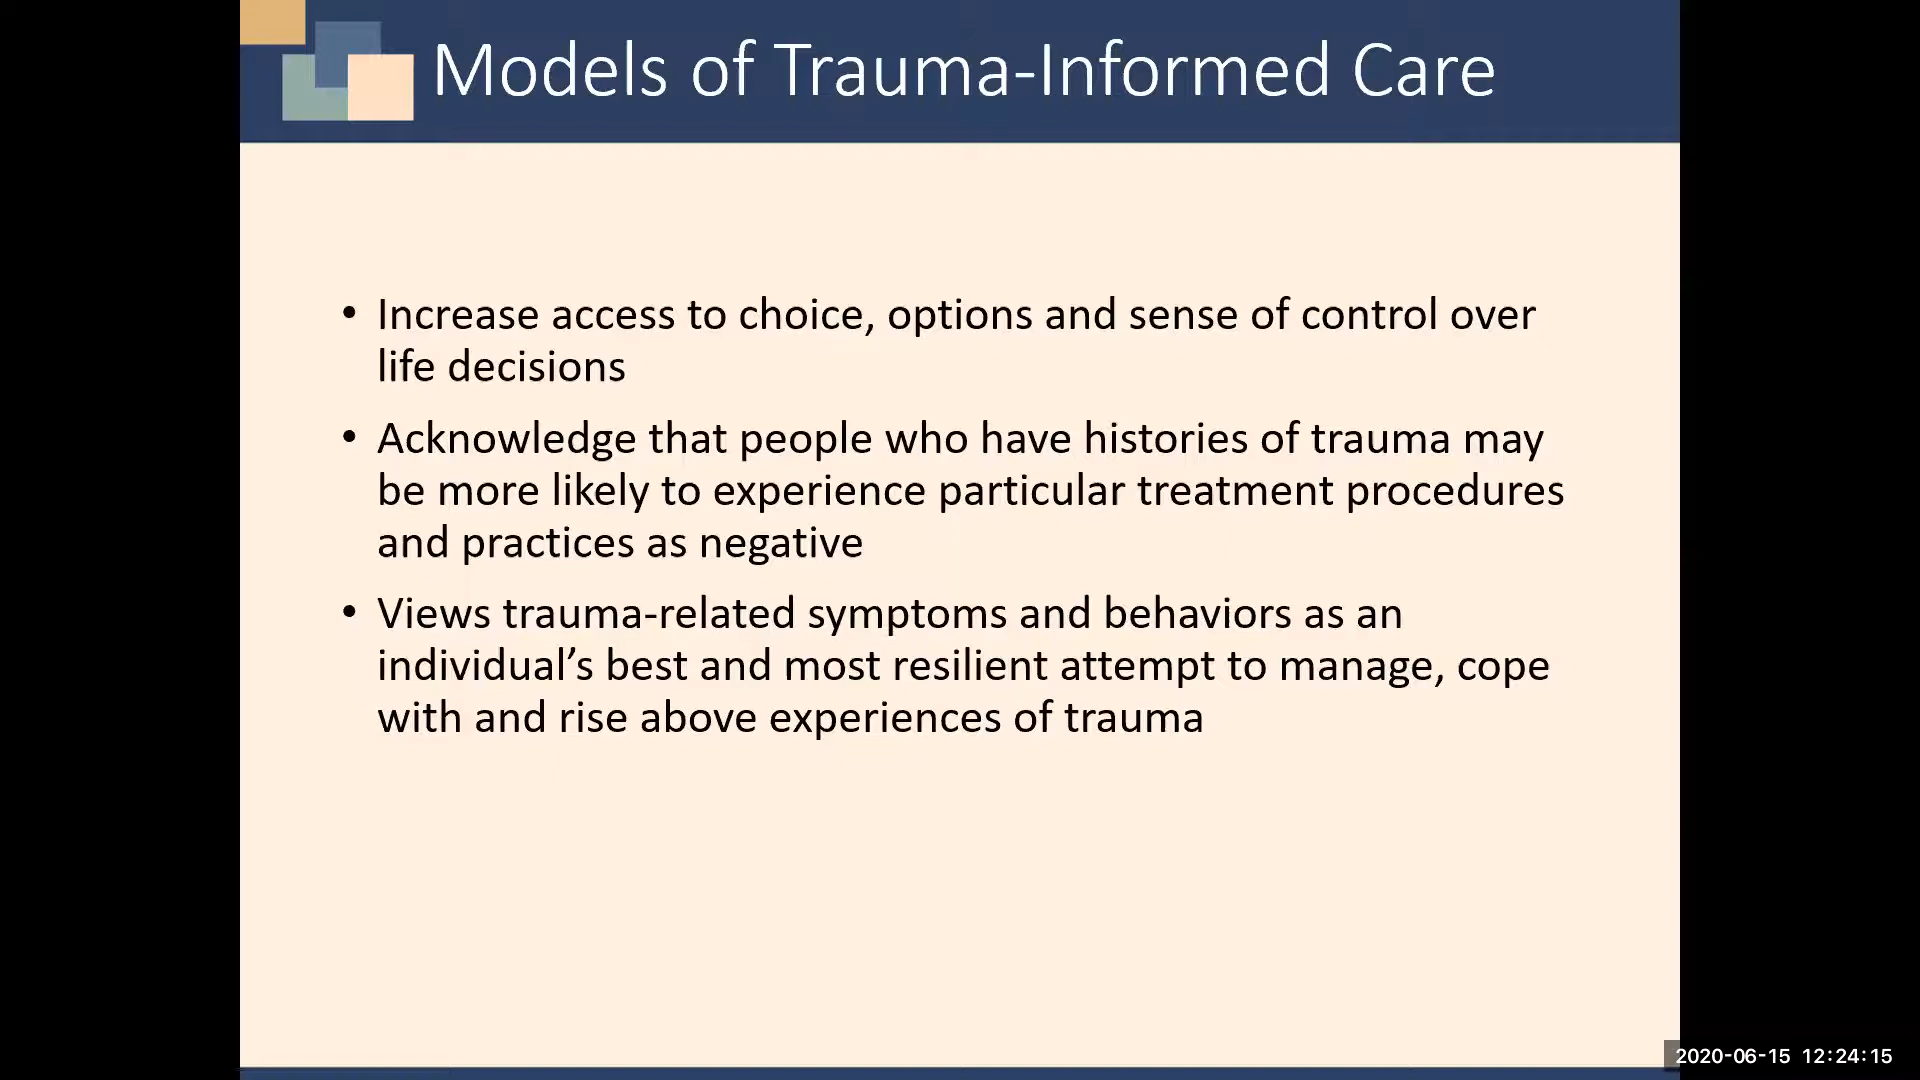 Models of Trauma-Informed Care
• Increase access to choice, options and sense of control over
life decisions
• Acknowledge that people who have histories of trauma may
be more likely to experience particular treatment procedures
and practices as negative
• Views trauma-related symptoms and behaviors as an
individual’s best and most resilient attempt to manage, cope
with and rise above experiences of trauma
2020-06-15 12:24:15